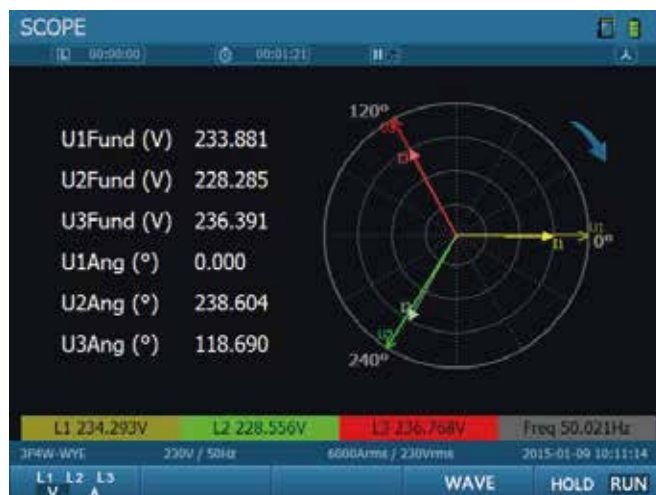 SCOPE
[L] 00:00:00 00:01:21
120°
U1Fund (V) 233.881
U2Fund (V) 228.285
U3Fund (V) 236.391
U1Ang (°) 0.000
U2Ang (°) 238.604
U3Ang (°) 118.690
U1
I1 0°
240°
L1 234.293V L2 228.556V L3 236.768V Freq 50.021Hz
3P4W-WYE 230V / 50Hz 6000Arms / 230Vrms 2015-01-09 10:11:14
L1 L2 L3
V A WAVE HOLD RUN